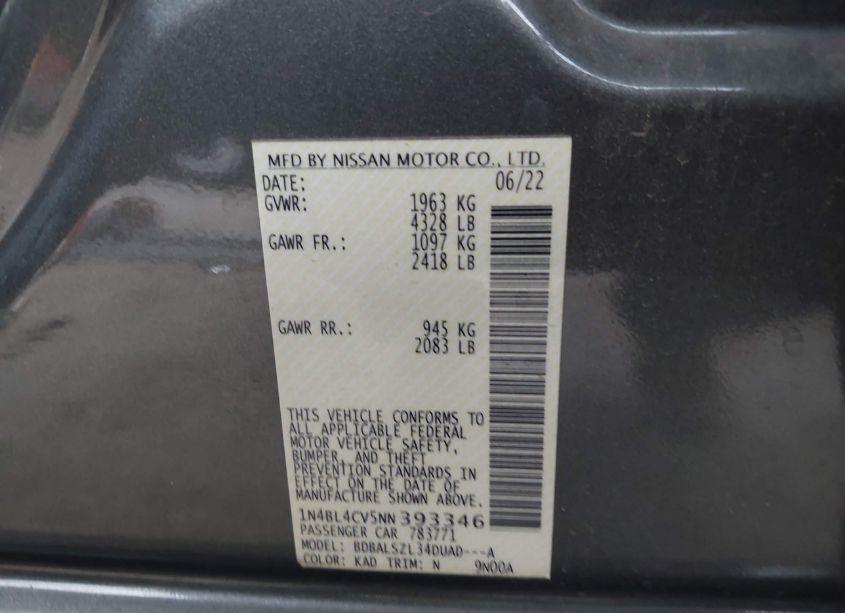 MFD BY NISSAN MOTOR CO., LTD.
DATE: 06/22
GVWR: 1963 KG
4328 LB
GAWR FR.: 1097 KG
2418 LB
GAWR RR.: 945 KG
2083 LB
THIS VEHICLE CONFORMS TO
ALL APPLICABLE FEDERAL
MOTOR VEHICLE SAFETY,
BUMPER, AND THEFT
PREVENTION STANDARDS IN
EFFECT ON THE DATE OF
MANUFACTURE SHOWN ABOVE.
1N4BL4CV5NN393346
PASSENGER CAR 783771
MODEL: BDBALSZL34DUAD---A
COLOR: KAD TRIM: N 9N00A